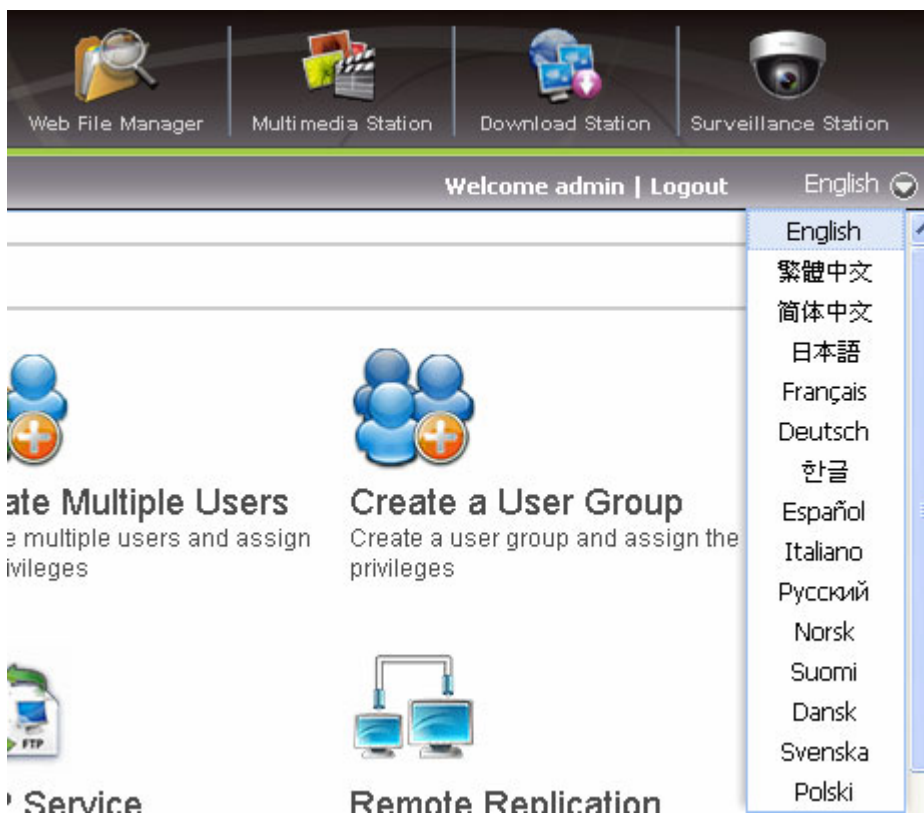 Web File Manager
Multimedia Station
Download Station
Surveillance Station
Welcome admin | Logout
English
English
繁體中文
简体中文
日本語
Français
Deutsch
한글
Español
Italiano
Русский
Norsk
Suomi
Dansk
Svenska
Polski
ate Multiple Users
e multiple users and assign
ivileges
Create a User Group
Create a user group and assign the
privileges
FTP
P Service
Remote Replication